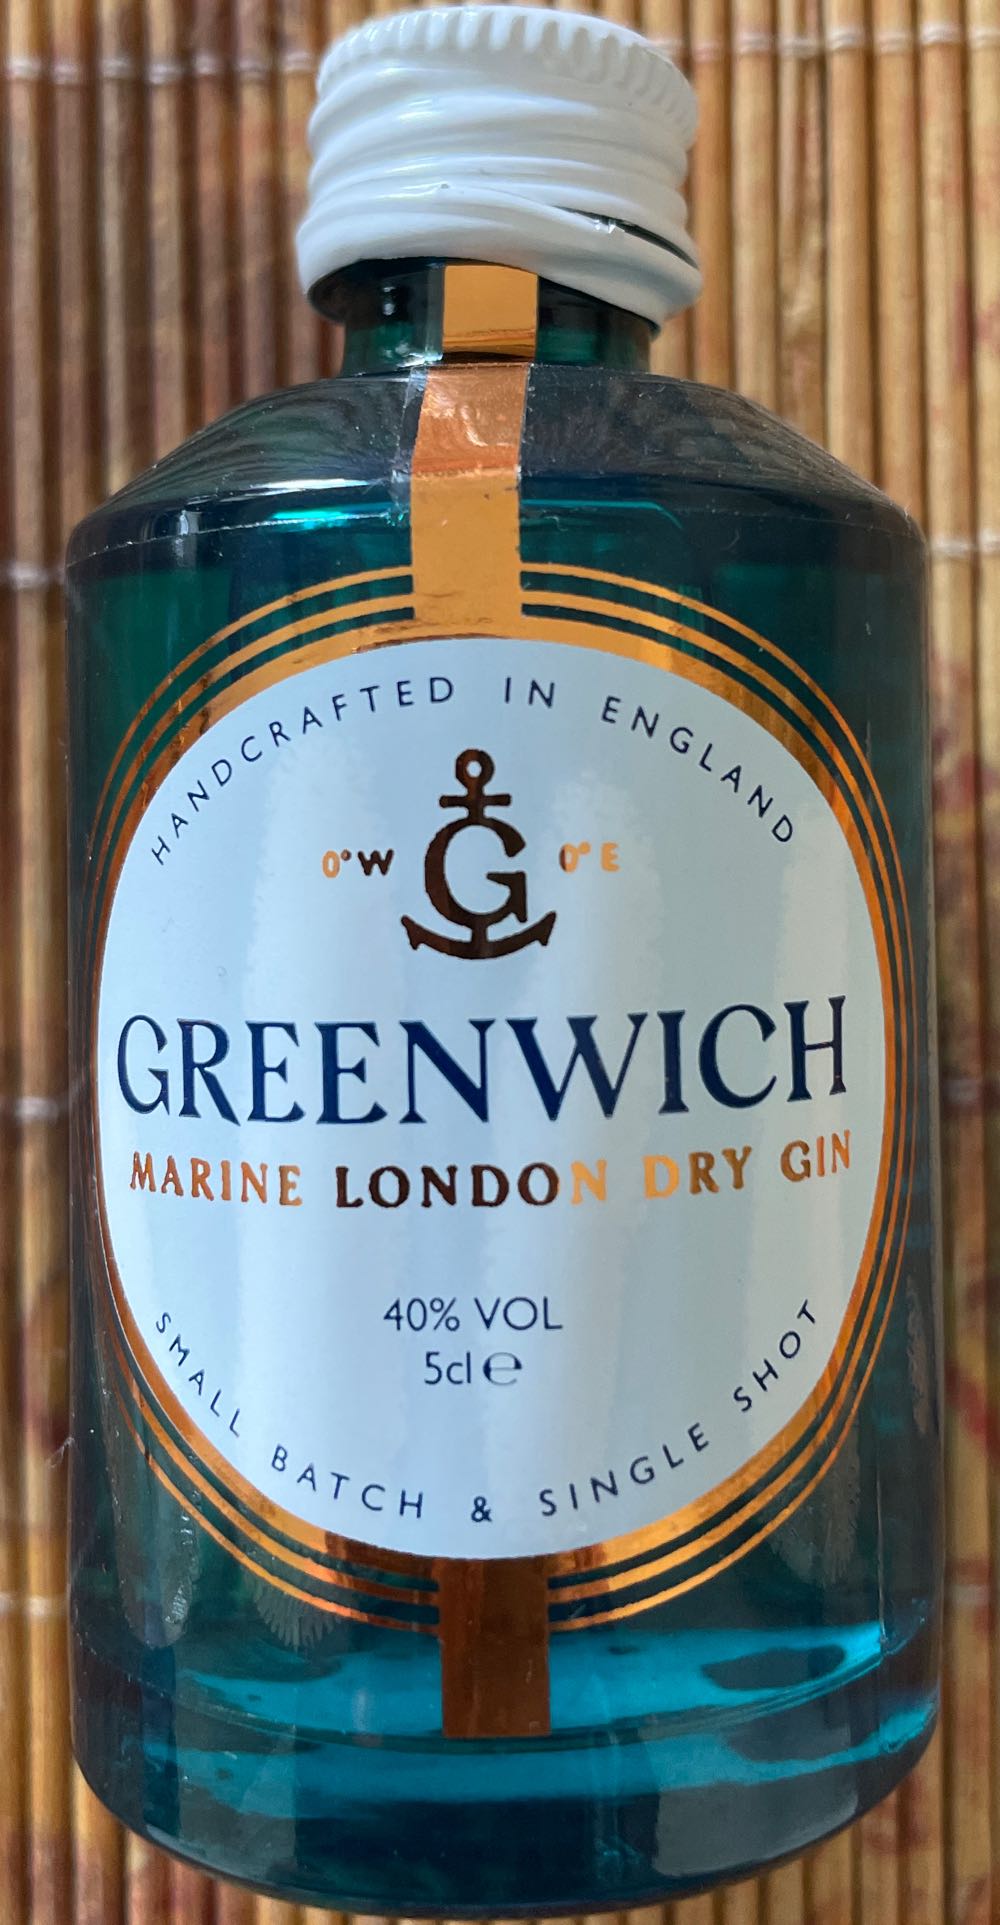 HANDCRAFTED IN ENGLAND
0°W G 0°E
GREENWICH
MARINE LONDON DRY GIN
40% VOL
5cl ℮
SMALL BATCH & SINGLE SHOT